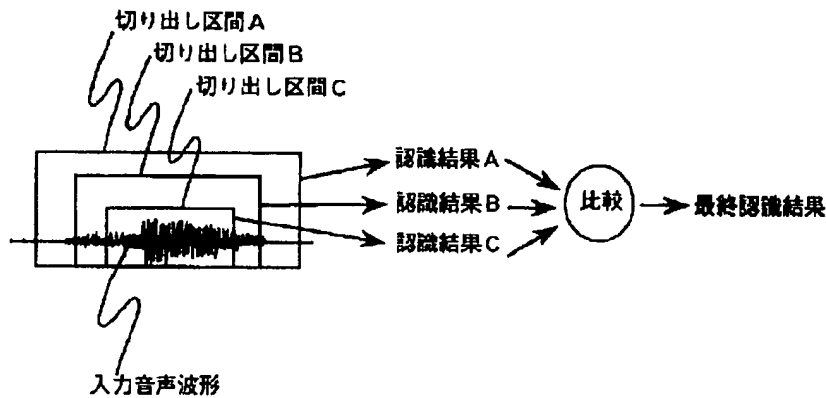 切り出し区間A
切り出し区間B
切り出し区間C
認識結果A
認識結果B
認識結果C
比較
最終認識結果
入力音声波形